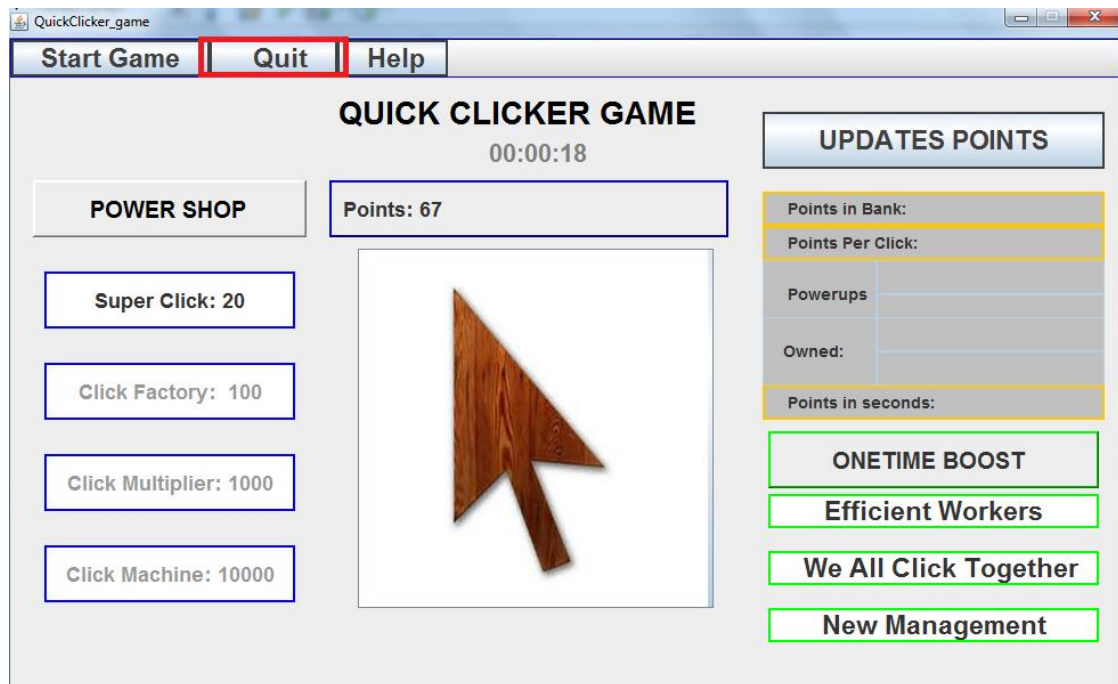 QuickClicker_game
Start Game Quit Help
QUICK CLICKER GAME
00:00:18
UPDATES POINTS
POWER SHOP
Points: 67
Super Click: 20
Click Factory: 100
Click Multiplier: 1000
Click Machine: 10000
Points in Bank:
Points Per Click:
Powerups
Owned:
Points in seconds:
ONETIME BOOST
Efficient Workers
We All Click Together
New Management